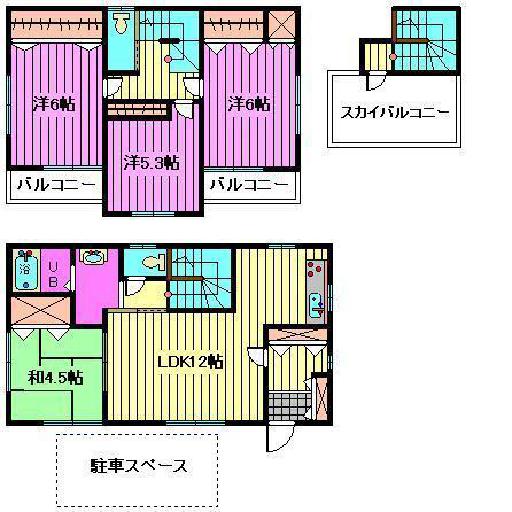 洋6帖
洋6帖
洋5.3帖
バルコニー
バルコニー
スカイバルコニー
浴
UB
和4.5帖
LDK12帖
駐車スペース